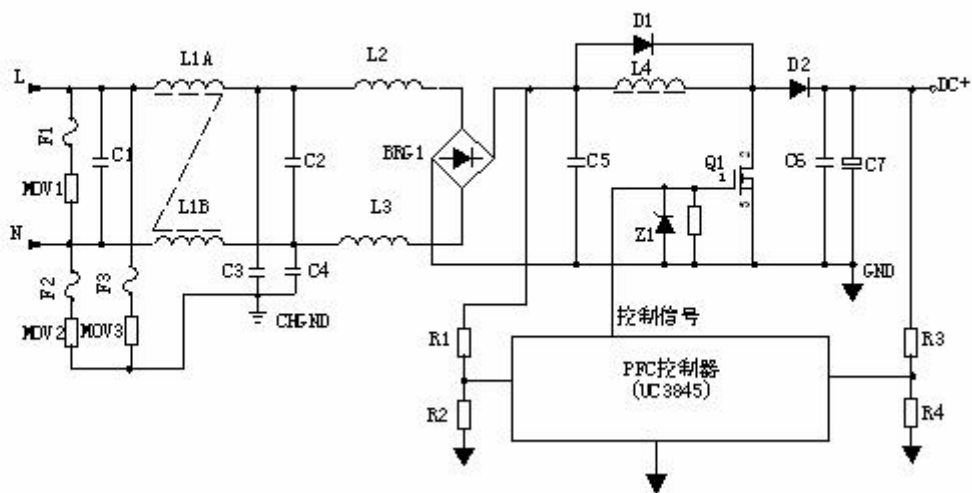 D1
L1A
L2
L4
D2
L
DC+
F1
C1
C2
BRG1
C5
Q1
2
1
C6
C7
MOV1
L1B
L3
Z1
S
N
F2
F3
C3
C4
GND
CHGND
控制信号
MOV2
MOV3
R1
PFC控制器
R3
(UC3845)
R2
R4